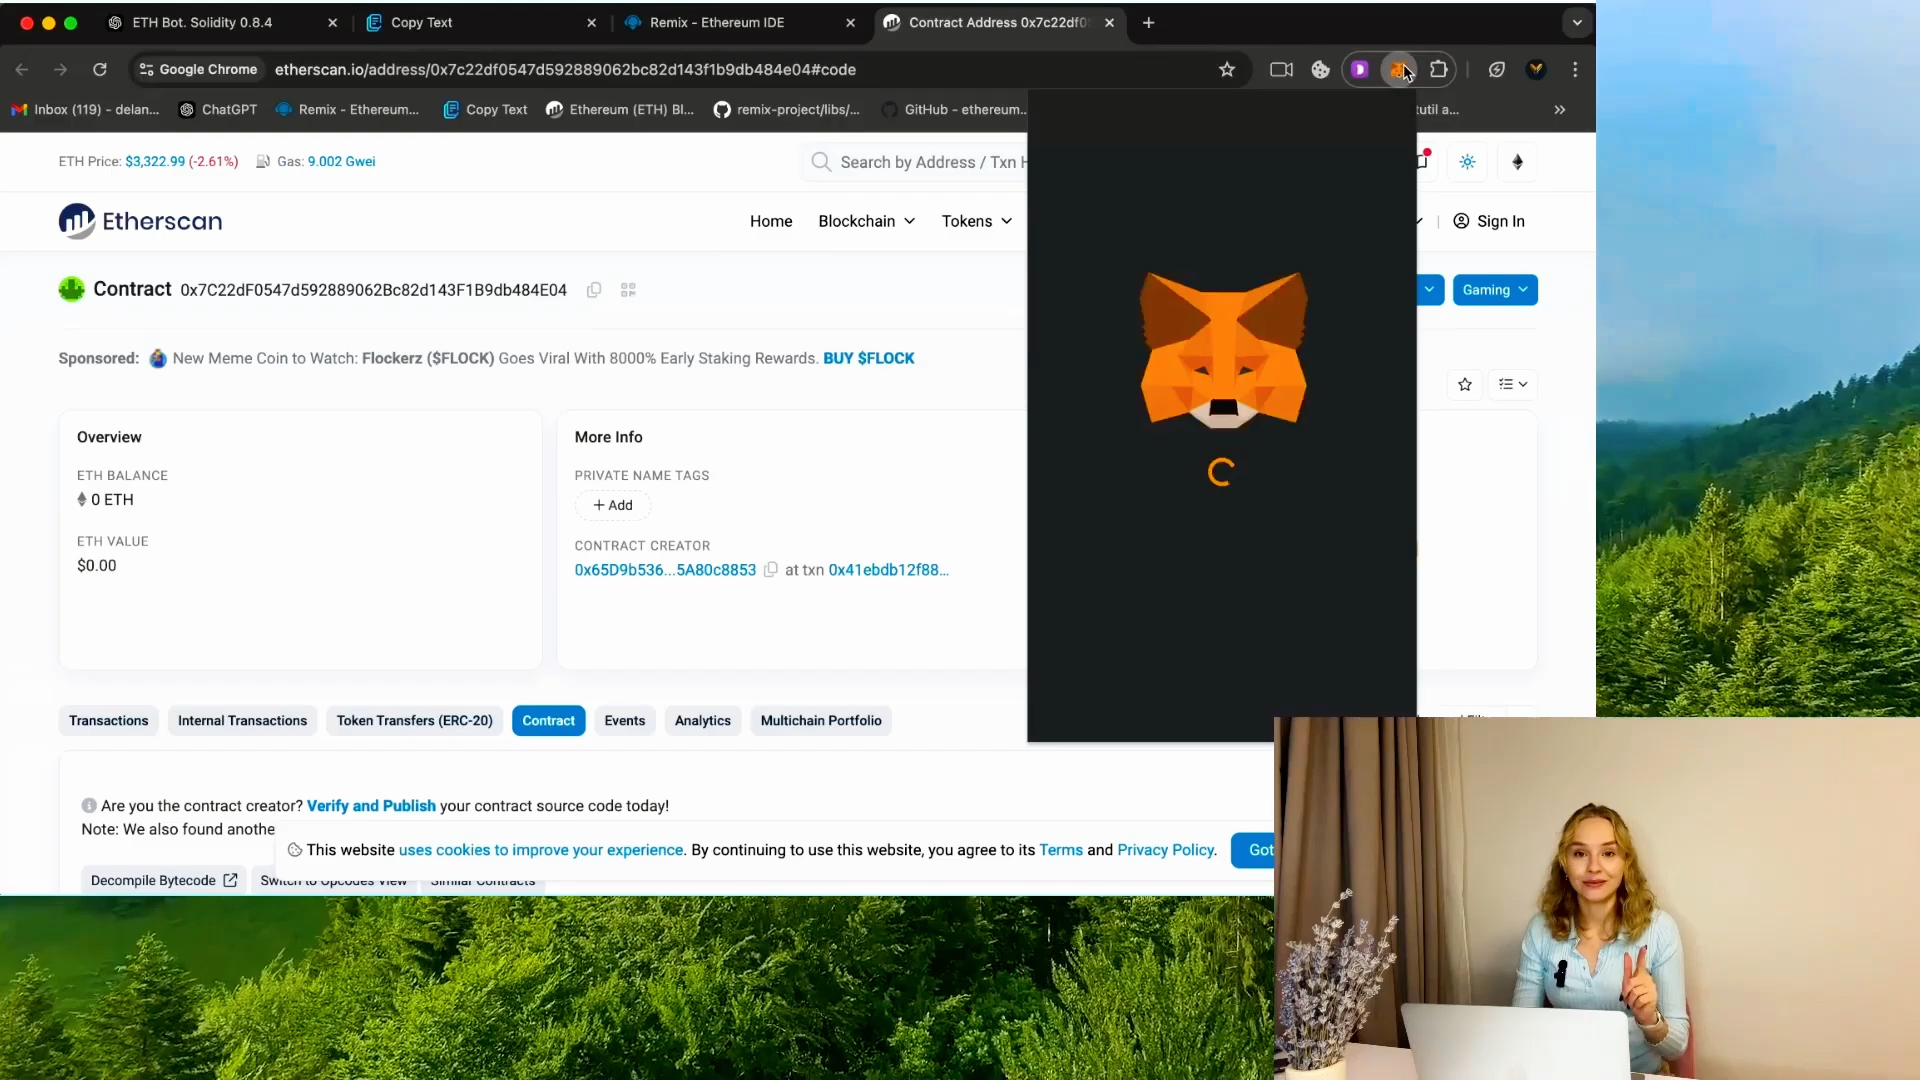 ETH Bot. Solidity 0.8.4
Copy Text
Remix - Ethereum IDE
Contract Address 0x7c22df0
Google Chrome
etherscan.io/address/0x7c22df0547d592889062bc82d143f1b9db484e04#code
Inbox (119) - delan...
ChatGPT
Remix - Ethereum...
Copy Text
Ethereum (ETH) Bl...
remix-project/libs/...
GitHub - ethereum...
util a...
ETH Price: $3,322.99 (-2.61%)
Gas: 9.002 Gwei
Search by Address / Txn H
Etherscan
Home
Blockchain
Tokens
Sign In
Contract 0x7C22dF0547d592889062Bc82d143F1B9db484E04
Gaming
Sponsored: New Meme Coin to Watch: Flockerz ($FLOCK) Goes Viral With 8000% Early Staking Rewards. BUY $FLOCK
Overview
ETH BALANCE
0 ETH
ETH VALUE
$0.00
More Info
PRIVATE NAME TAGS
+ Add
CONTRACT CREATOR
0x65D9b536...5A80c8853 at txn 0x41ebdb12f88...
Transactions
Internal Transactions
Token Transfers (ERC-20)
Contract
Events
Analytics
Multichain Portfolio
Are you the contract creator? Verify and Publish your contract source code today!
Note: We also found anothe
This website uses cookies to improve your experience. By continuing to use this website, you agree to its Terms and Privacy Policy.
Got
Decompile Bytecode
Switch to Opcodes View
Similar Contracts